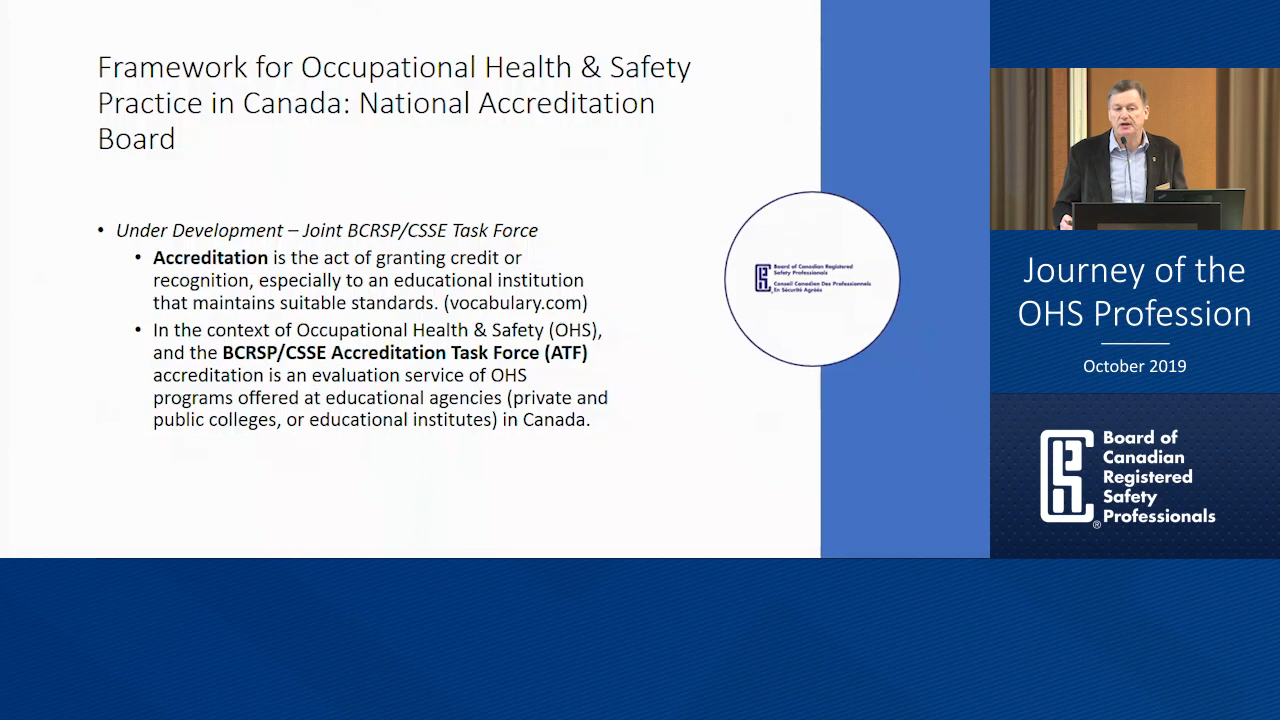 Framework for Occupational Health & Safety
Practice in Canada: National Accreditation
Board
• Under Development – Joint BCRSP/CSSE Task Force
• Accreditation is the act of granting credit or
recognition, especially to an educational institution
that maintains suitable standards. (vocabulary.com)
• In the context of Occupational Health & Safety (OHS),
and the BCRSP/CSSE Accreditation Task Force (ATF)
accreditation is an evaluation service of OHS
programs offered at educational agencies (private and
public colleges, or educational institutes) in Canada.
Board of Canadian Registered
Safety Professionals
Conseil Canadien Des Professionnels
En Sécurité Agréés
Journey of the
OHS Profession
October 2019
Board of
Canadian
Registered
Safety
Professionals
®